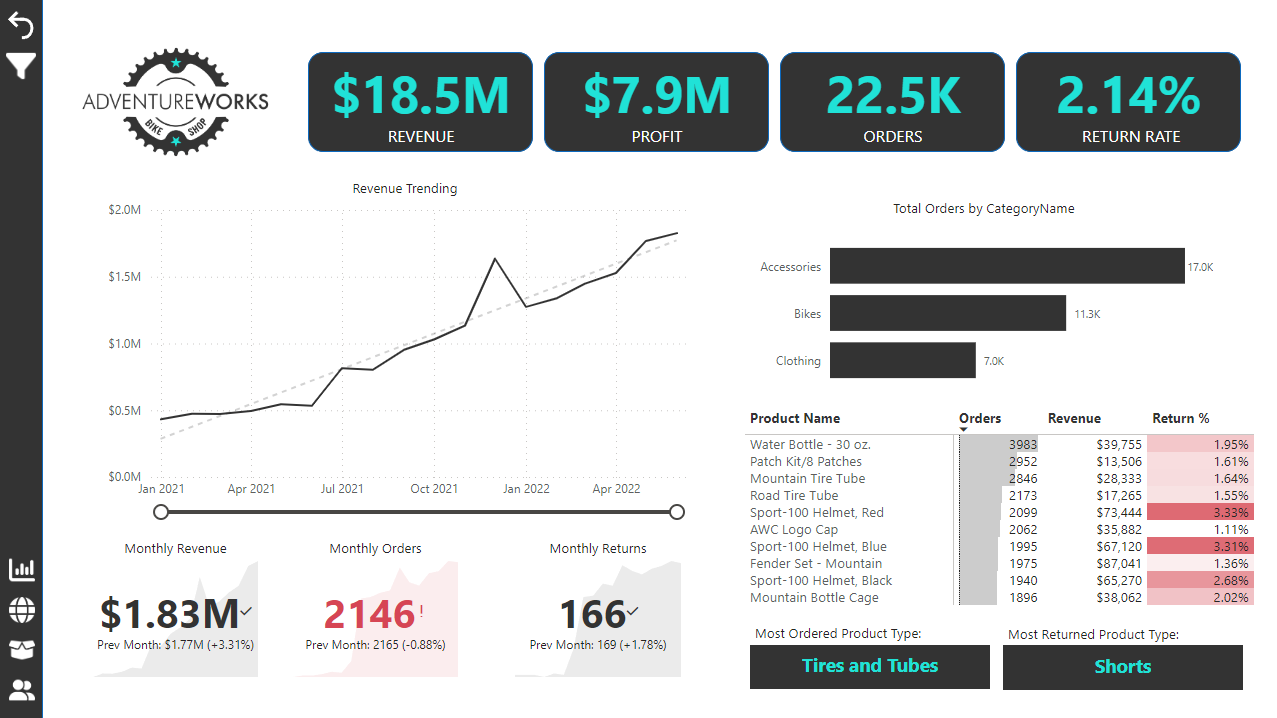 ADVENTUREWORKS
BIKE SHOP
$18.5M
REVENUE
$7.9M
PROFIT
22.5K
ORDERS
2.14%
RETURN RATE
Revenue Trending
$2.0M
$1.5M
$1.0M
$0.5M
$0.0M
Jan 2021 Apr 2021 Jul 2021 Oct 2021 Jan 2022 Apr 2022
Total Orders by CategoryName
Accessories 17.0K
Bikes 11.3K
Clothing 7.0K
Product Name Orders Revenue Return %
Water Bottle - 30 oz. 3983 $39,755 1.95%
Patch Kit/8 Patches 2952 $13,506 1.61%
Mountain Tire Tube 2846 $28,333 1.64%
Road Tire Tube 2173 $17,265 1.55%
Sport-100 Helmet, Red 2099 $73,444 3.33%
AWC Logo Cap 2062 $35,882 1.11%
Sport-100 Helmet, Blue 1995 $67,120 3.31%
Fender Set - Mountain 1975 $87,041 1.36%
Sport-100 Helmet, Black 1940 $65,270 2.68%
Mountain Bottle Cage 1896 $38,062 2.02%
Monthly Revenue
$1.83M
Prev Month: $1.77M (+3.31%)
Monthly Orders
2146!
Prev Month: 2165 (-0.88%)
Monthly Returns
166
Prev Month: 169 (+1.78%)
Most Ordered Product Type:
Tires and Tubes
Most Returned Product Type:
Shorts